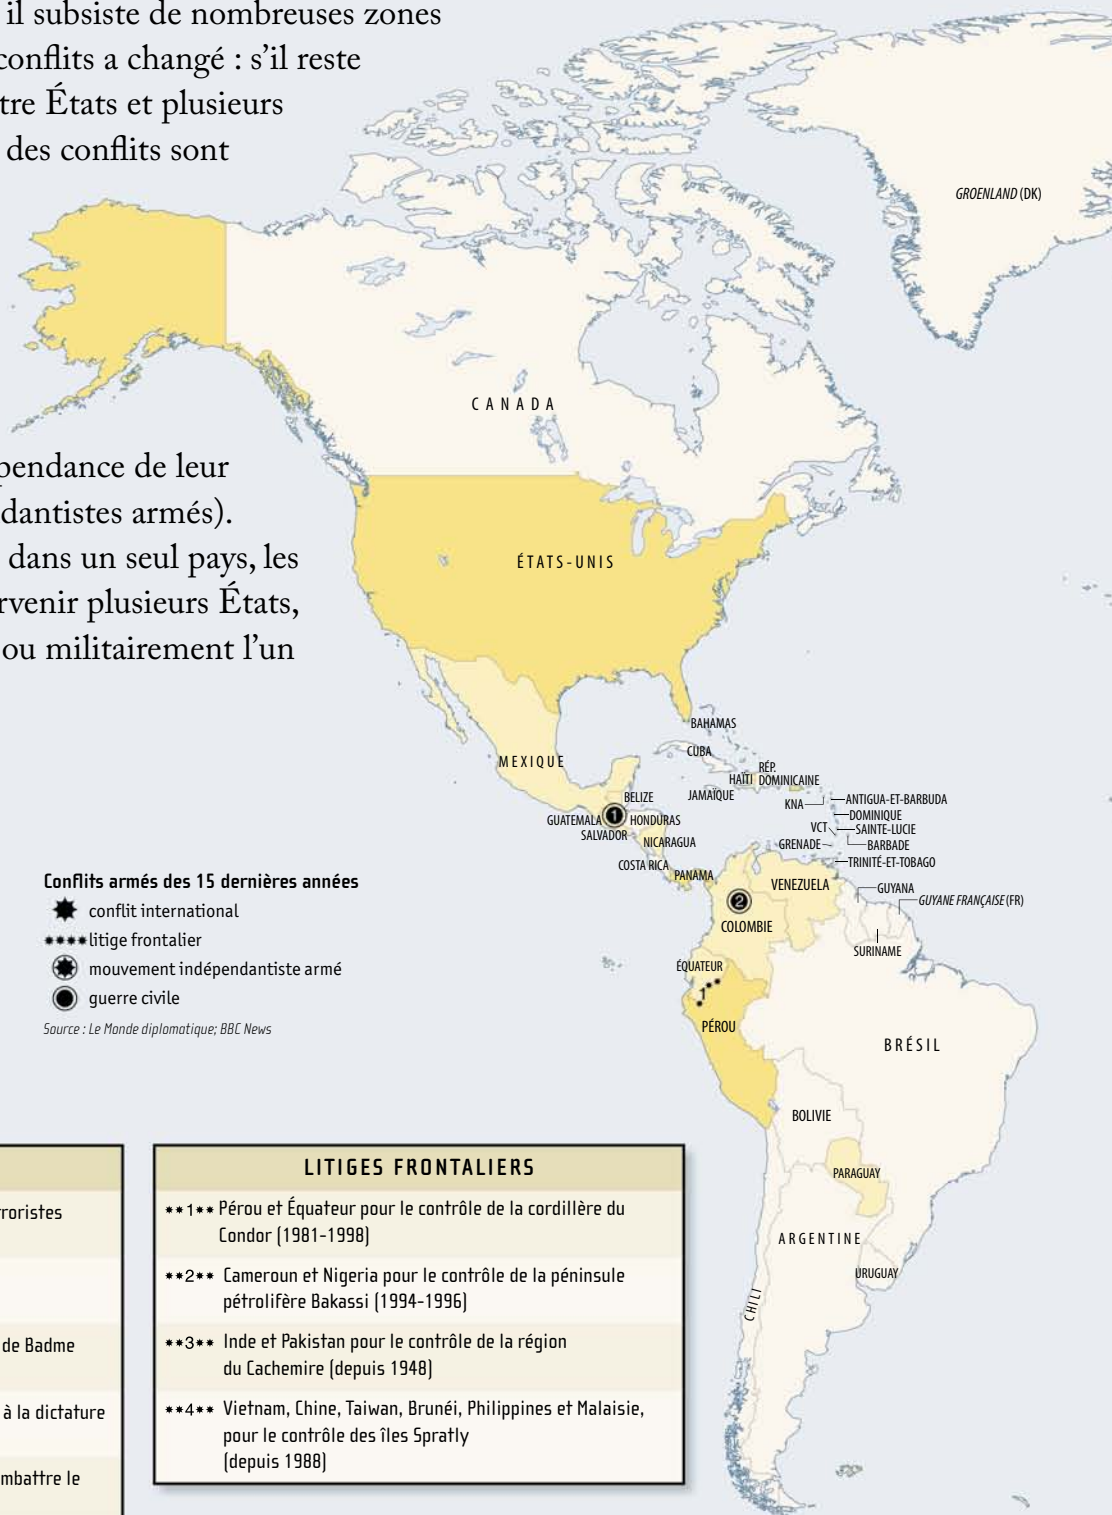 il subsiste de nombreuses zones
conflits a changé : s'il reste
tre États et plusieurs
des conflits sont
GROENLAND (DK)
CANADA
pendance de leur
dantistes armés).
dans un seul pays, les
rvenir plusieurs États,
ou militairement l'un
ÉTATS-UNIS
BAHAMAS
CUBA
MEXIQUE
RÉP.
HAÏTI DOMINICAINE
JAMAÏQUE
BELIZE
KNA
ANTIGUA-ET-BARBUDA
DOMINIQUE
GUATEMALA
1
HONDURAS
VCT
SAINTE-LUCIE
SALVADOR
NICARAGUA
GRENADE
BARBADE
COSTA RICA
PANAMA
TRINITÉ-ET-TOBAGO
VENEZUELA
GUYANA
GUYANE FRANÇAISE (FR)
2
COLOMBIE
SURINAME
ÉQUATEUR
1
PÉROU
BRÉSIL
BOLIVIE
PARAGUAY
ARGENTINE
URUGUAY
CHILI
Conflits armés des 15 dernières années
conflit international
litige frontalier
mouvement indépendantiste armé
guerre civile
Source : Le Monde diplomatique; BBC News
rroristes
de Badme
à la dictature
mbattre le
LITIGES FRONTALIERS
**1** Pérou et Équateur pour le contrôle de la cordillère du
Condor (1981-1998)
**2** Cameroun et Nigeria pour le contrôle de la péninsule
pétrolifère Bakassi (1994-1996)
**3** Inde et Pakistan pour le contrôle de la région
du Cachemire (depuis 1948)
**4** Vietnam, Chine, Taiwan, Brunéi, Philippines et Malaisie,
pour le contrôle des îles Spratly
(depuis 1988)